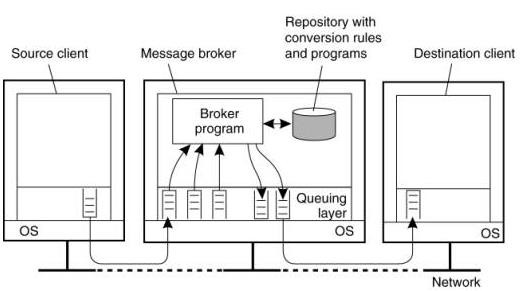 Repository with
conversion rules
and programs
Source client
Message broker
Destination client
Broker
program
Queuing
layer
OS
OS
OS
Network